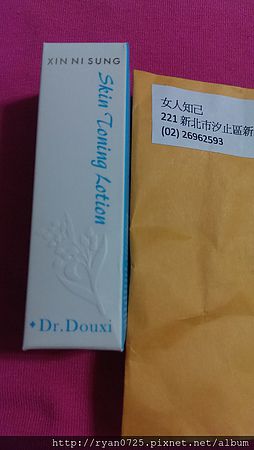 XIN NI SUNG
Skin Toning Lotion
Dr.Douxi
女人知己
221 新北市汐止區新
(02) 26962593
http://ryan0725.pixnet.net/album